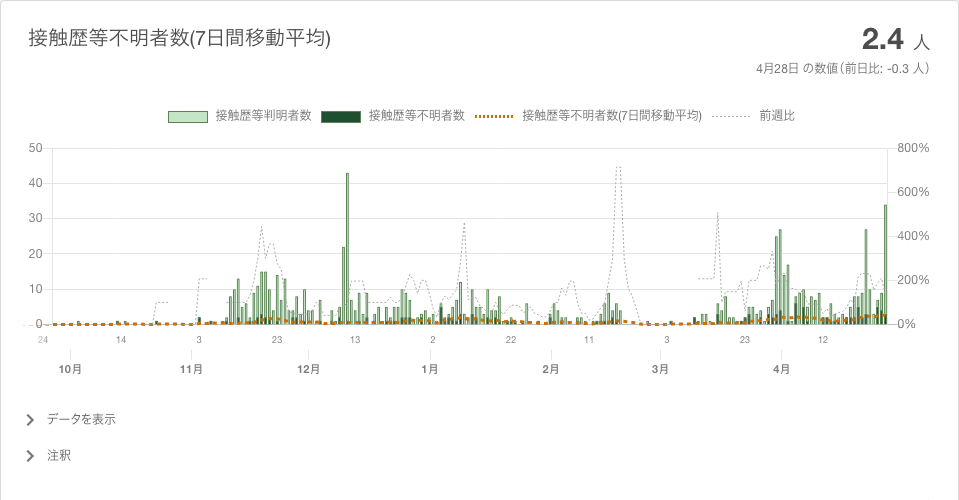 接触歴等不明者数(7日間移動平均)
2.4 人
4月28日 の数値（前日比: -0.3 人）
接触歴等判明者数 接触歴等不明者数 接触歴等不明者数(7日間移動平均) 前週比
50 800%
40 600%
30 400%
20 200%
10
0 0%
24 14 3 23 13 2 22 11 3 23 12
10月 11月 12月 1月 2月 3月 4月
データを表示
注釈